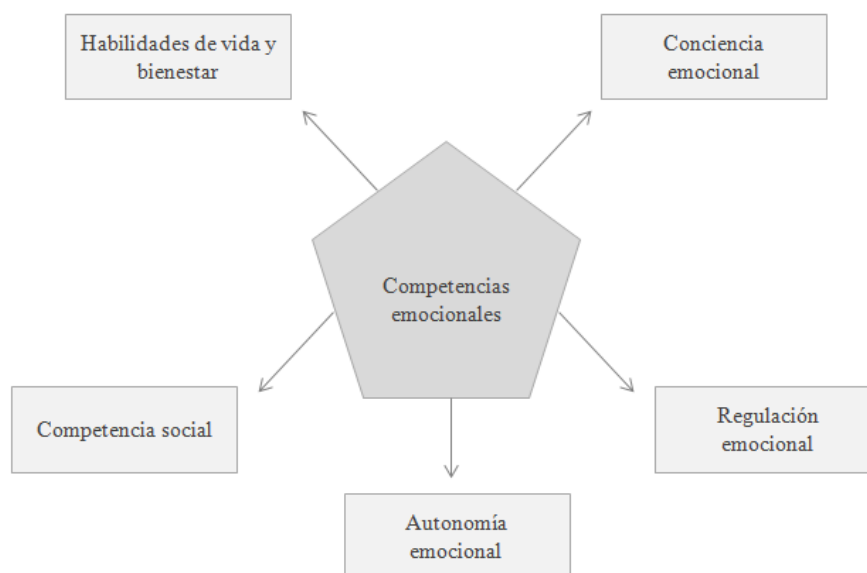 Habilidades de vida y
bienestar
Conciencia
emocional
Competencias
emocionales
Competencia social
Regulación
emocional
Autonomía
emocional